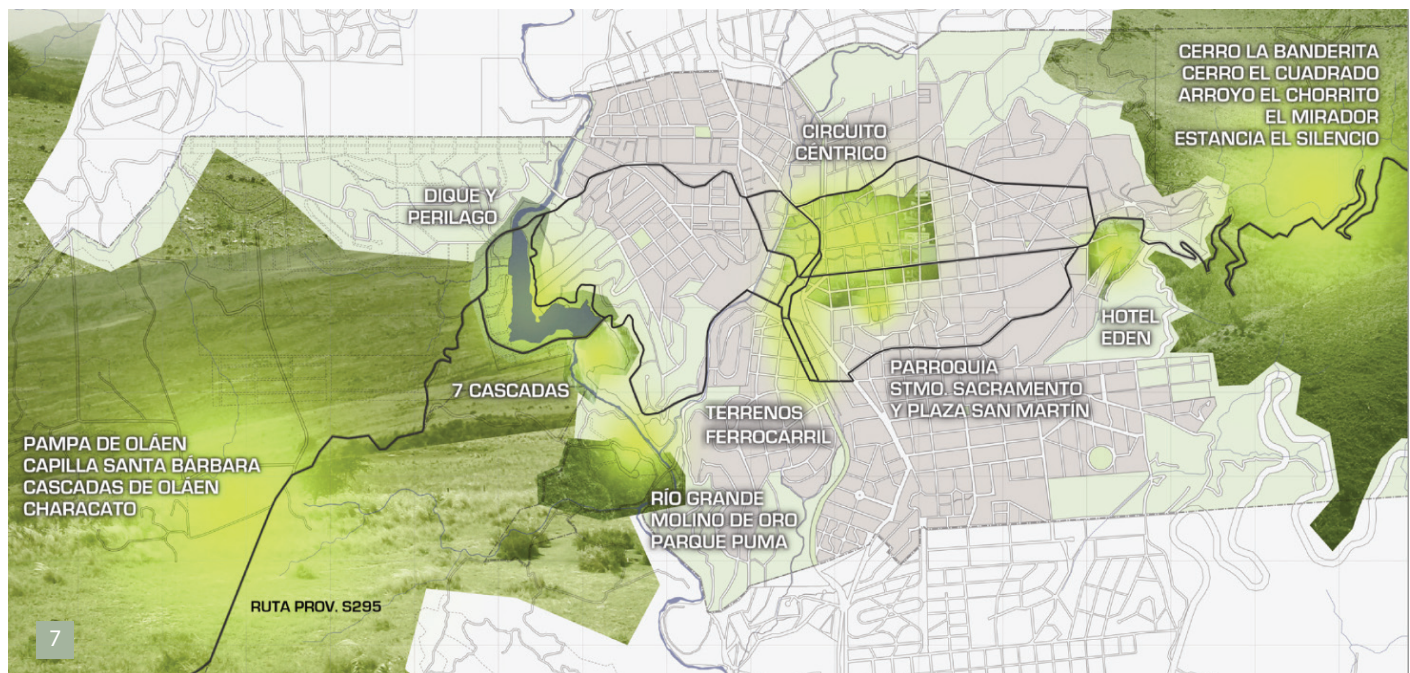 CERRO LA BANDERITA
CERRO EL CUADRADO
ARROYO EL CHORRITO
EL MIRADOR
ESTANCIA EL SILENCIO
CIRCUITO
CÉNTRICO
DIQUE Y
PERILAGO
HOTEL
EDEN
7 CASCADAS
PARROQUIA
STMO. SACRAMENTO
Y PLAZA SAN MARTÍN
TERRENOS
FERROCARRIL
PAMPA DE OLÁEN
CAPILLA SANTA BÁRBARA
CASCADAS DE OLÁEN
CHARACATO
RÍO GRANDE
MOLINO DE ORO
PARQUE PUMA
RUTA PROV. S295
7